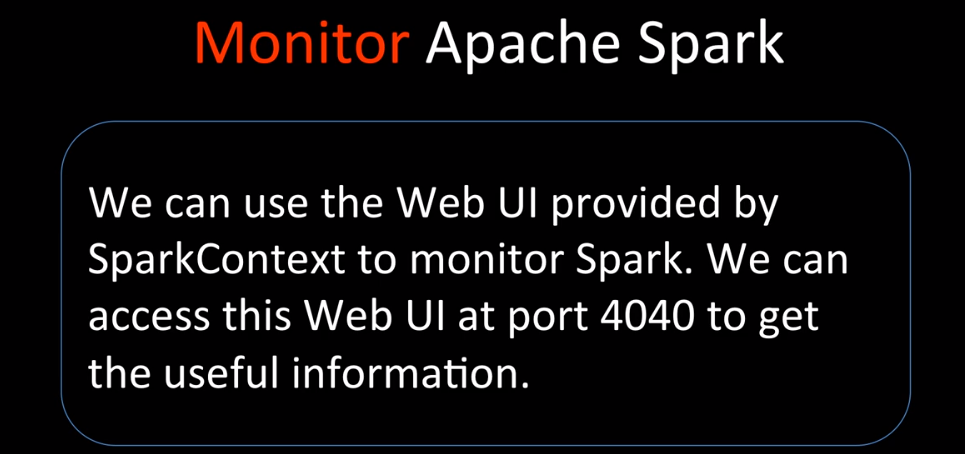 Monitor Apache Spark
We can use the Web UI provided by
SparkContext to monitor Spark. We can
access this Web UI at port 4040 to get
the useful information.